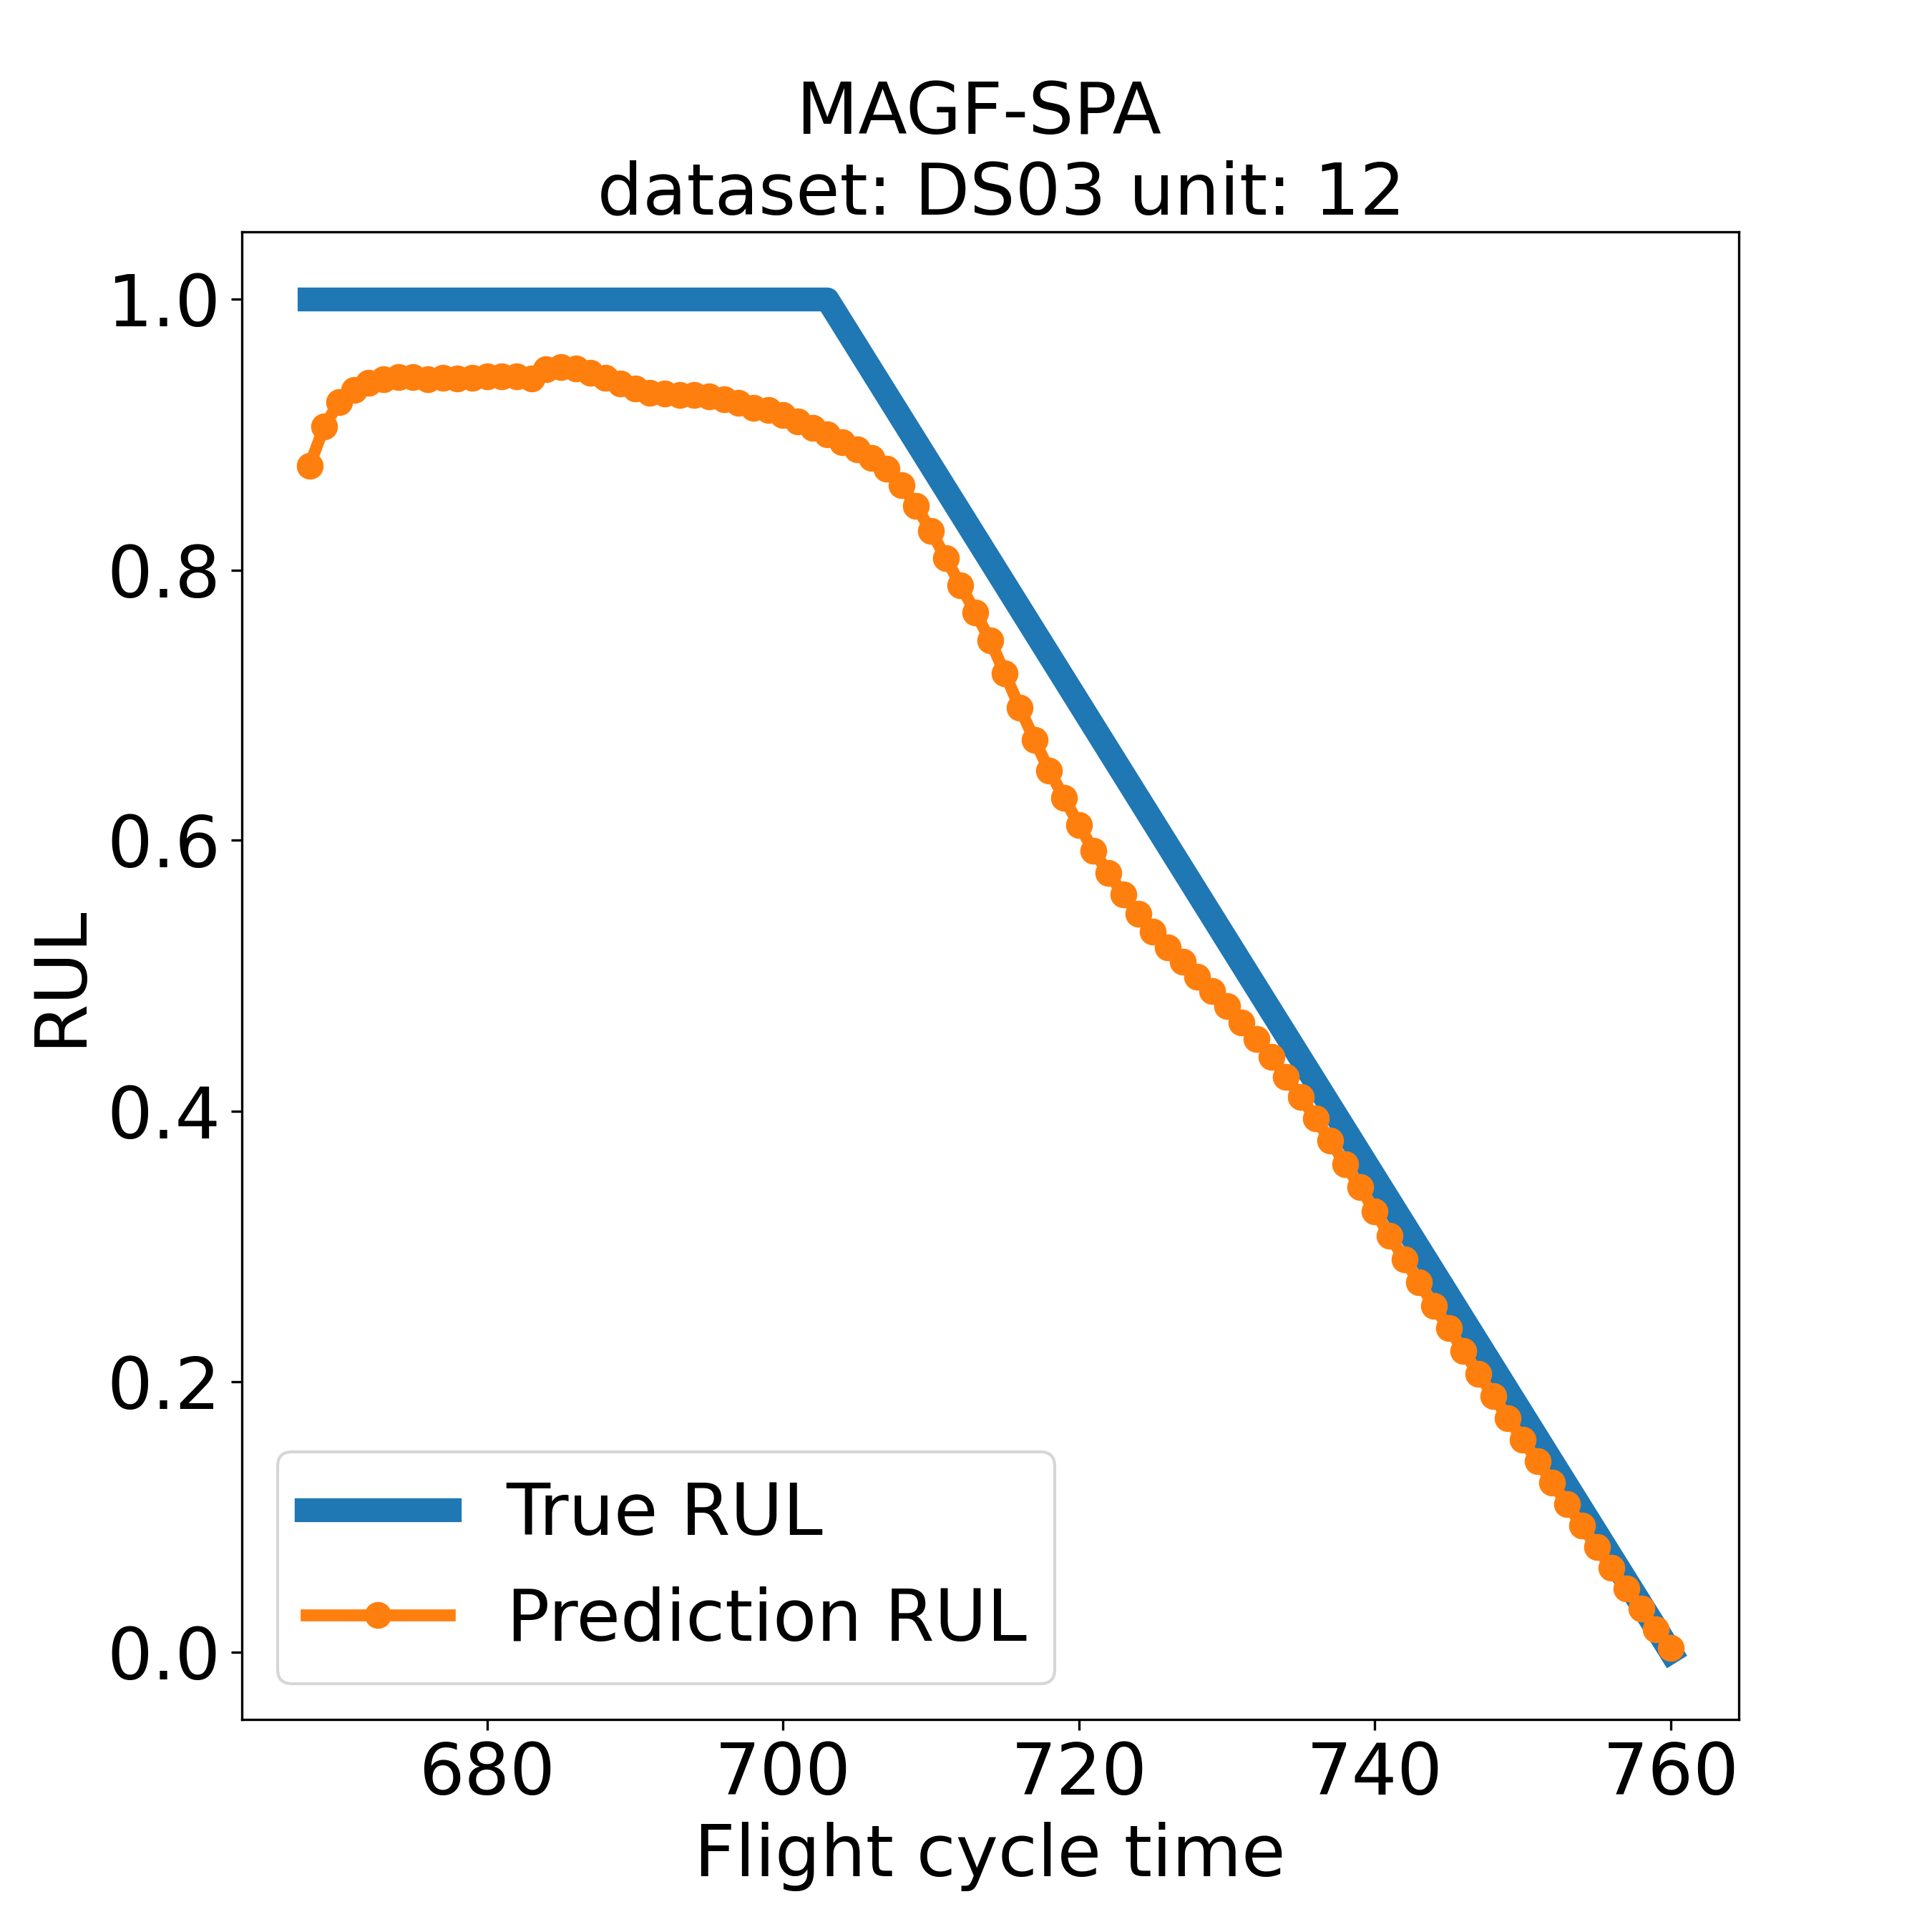 MAGF-SPA
dataset: DS03 unit: 12
1.0
0.8
0.6
0.4
0.2
0.0
RUL
True RUL
Prediction RUL
680 700 720 740 760
Flight cycle time